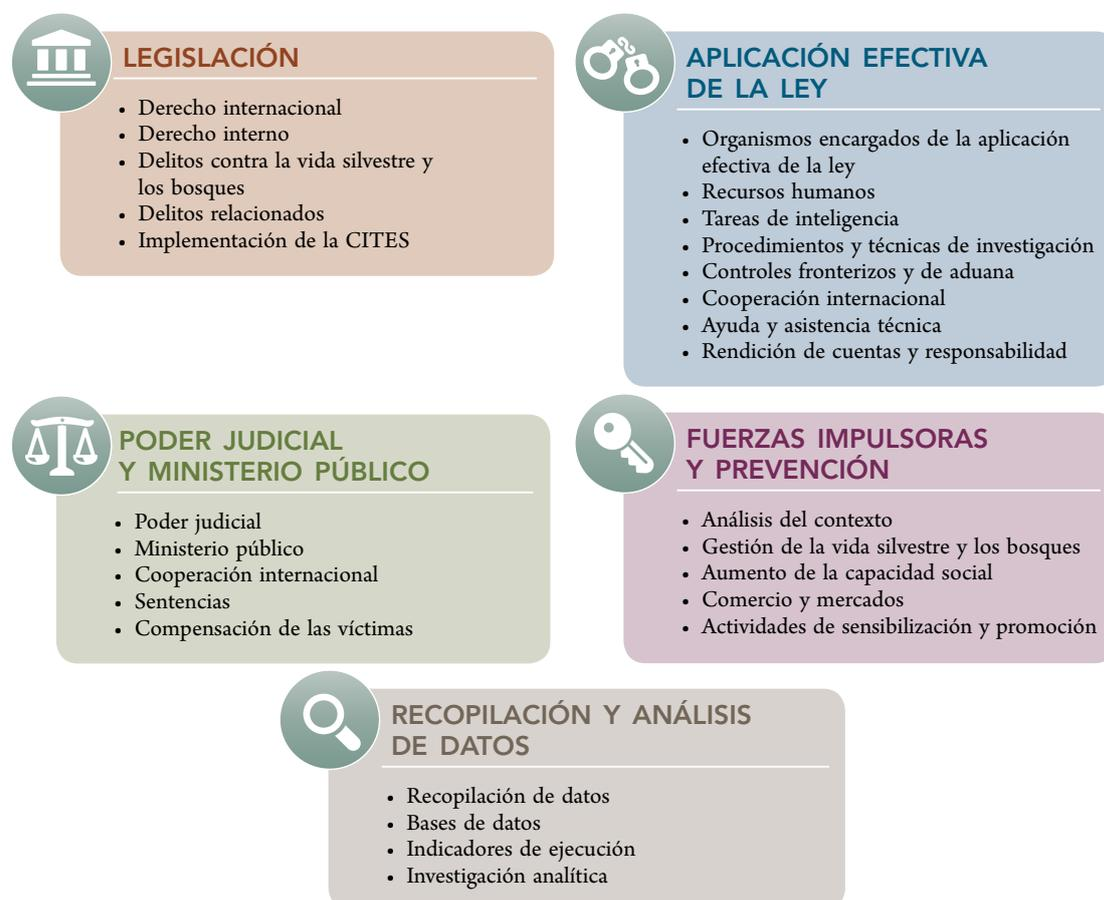 LEGISLACIÓN
• Derecho internacional
• Derecho interno
• Delitos contra la vida silvestre y
los bosques
• Delitos relacionados
• Implementación de la CITES
APLICACIÓN EFECTIVA
DE LA LEY
• Organismos encargados de la aplicación
efectiva de la ley
• Recursos humanos
• Tareas de inteligencia
• Procedimientos y técnicas de investigación
• Controles fronterizos y de aduana
• Cooperación internacional
• Ayuda y asistencia técnica
• Rendición de cuentas y responsabilidad
PODER JUDICIAL
Y MINISTERIO PÚBLICO
• Poder judicial
• Ministerio público
• Cooperación internacional
• Sentencias
• Compensación de las víctimas
FUERZAS IMPULSORAS
Y PREVENCIÓN
• Análisis del contexto
• Gestión de la vida silvestre y los bosques
• Aumento de la capacidad social
• Comercio y mercados
• Actividades de sensibilización y promoción
RECOPILACIÓN Y ANÁLISIS
DE DATOS
• Recopilación de datos
• Bases de datos
• Indicadores de ejecución
• Investigación analítica